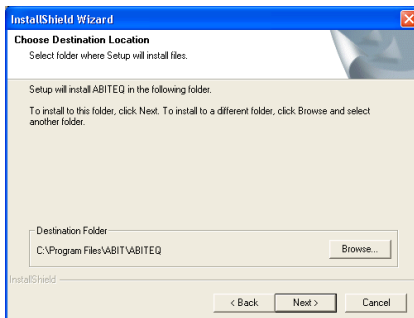 InstallShield Wizard
Choose Destination Location
Select folder where Setup will install files.
Setup will install ABITEQ in the following folder.
To install to this folder, click Next. To install to a different folder, click Browse and select
another folder.
Destination Folder
C:\Program Files\ABIT\ABITEQ
Browse...
InstallShield
< Back
Next >
Cancel